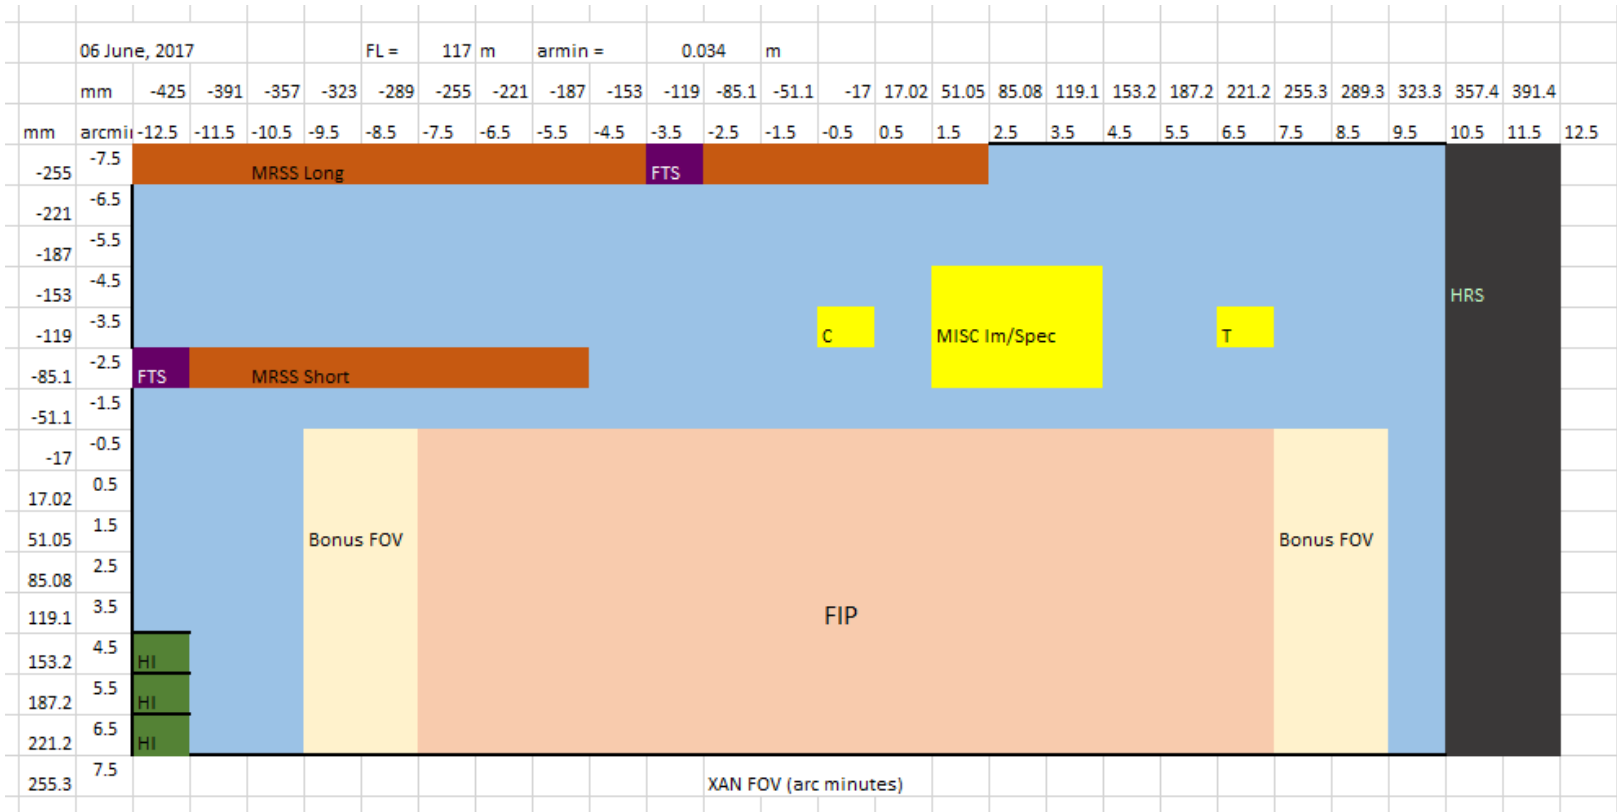 06 June, 2017 FL = 117 m armin = 0.034 m
mm -425 -391 -357 -323 -289 -255 -221 -187 -153 -119 -85.1 -51.1 -17 17.02 51.05 85.08 119.1 153.2 187.2 221.2 255.3 289.3 323.3 357.4 391.4
mm arcmi -12.5 -11.5 -10.5 -9.5 -8.5 -7.5 -6.5 -5.5 -4.5 -3.5 -2.5 -1.5 -0.5 0.5 1.5 2.5 3.5 4.5 5.5 6.5 7.5 8.5 9.5 10.5 11.5 12.5
-255 -7.5 MRSS Long FTS
-221 -6.5
-187 -5.5
-153 -4.5 HRS
-119 -3.5 C MISC Im/Spec T
-85.1 -2.5 FTS MRSS Short
-51.1 -1.5
-17 -0.5
17.02 0.5
51.05 1.5 Bonus FOV Bonus FOV
85.08 2.5
119.1 3.5 FIP
153.2 4.5 HI
187.2 5.5 HI
221.2 6.5 HI
255.3 7.5 XAN FOV (arc minutes)